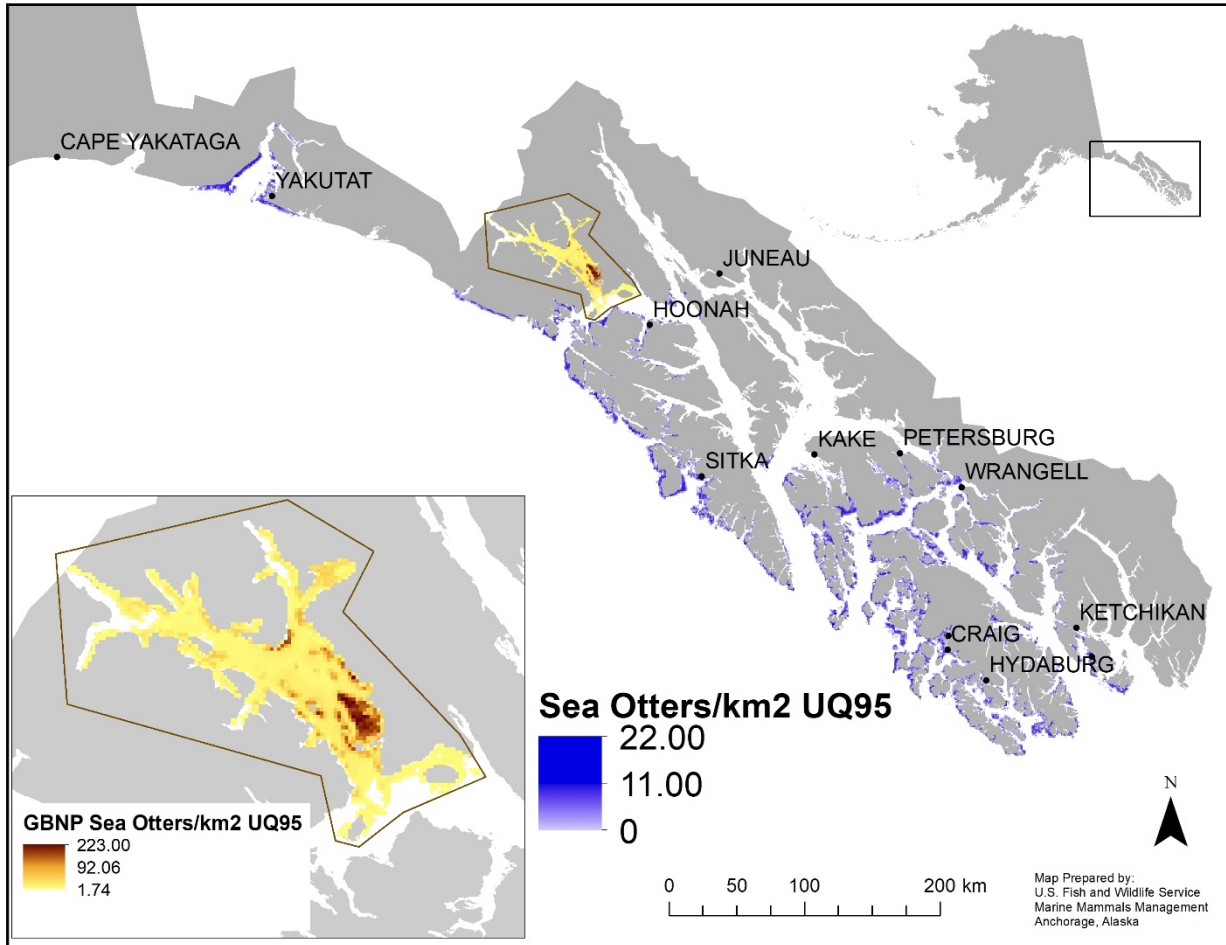 CAPE YAKATAGA
YAKUTAT
JUNEAU
HOONAH
KAKE
PETERSBURG
SITKA
WRANGELL
KETCHIKAN
CRAIG
HYDABURG
Sea Otters/km2 UQ95
22.00
11.00
0
GBNP Sea Otters/km2 UQ95
223.00
92.06
1.74
N
0 50 100 200 km
Map Prepared by:
U.S. Fish and Wildlife Service
Marine Mammals Management
Anchorage, Alaska